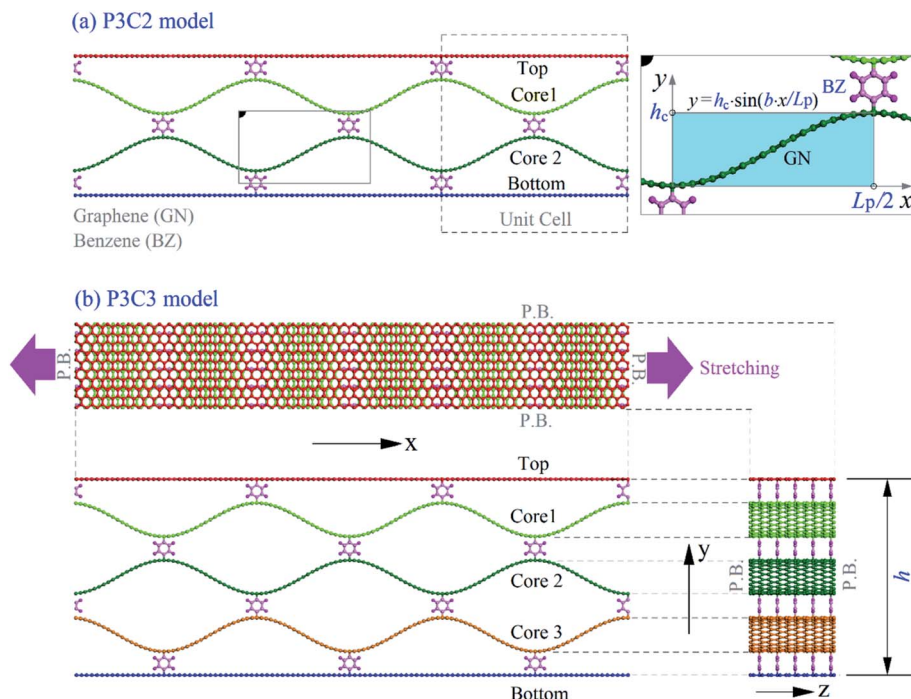 (a) P3C2 model
Top
Core1
Core 2
Bottom
Graphene (GN)
Benzene (BZ)
Unit Cell
y
y=hc·sin(b·x/Lp)
BZ
hc
GN
Lp/2 x
(b) P3C3 model
P.B.
P.B.
P.B.
Stretching
P.B.
x
Top
Core1
y
Core 2
P.B.
P.B.
h
Core 3
Bottom
z